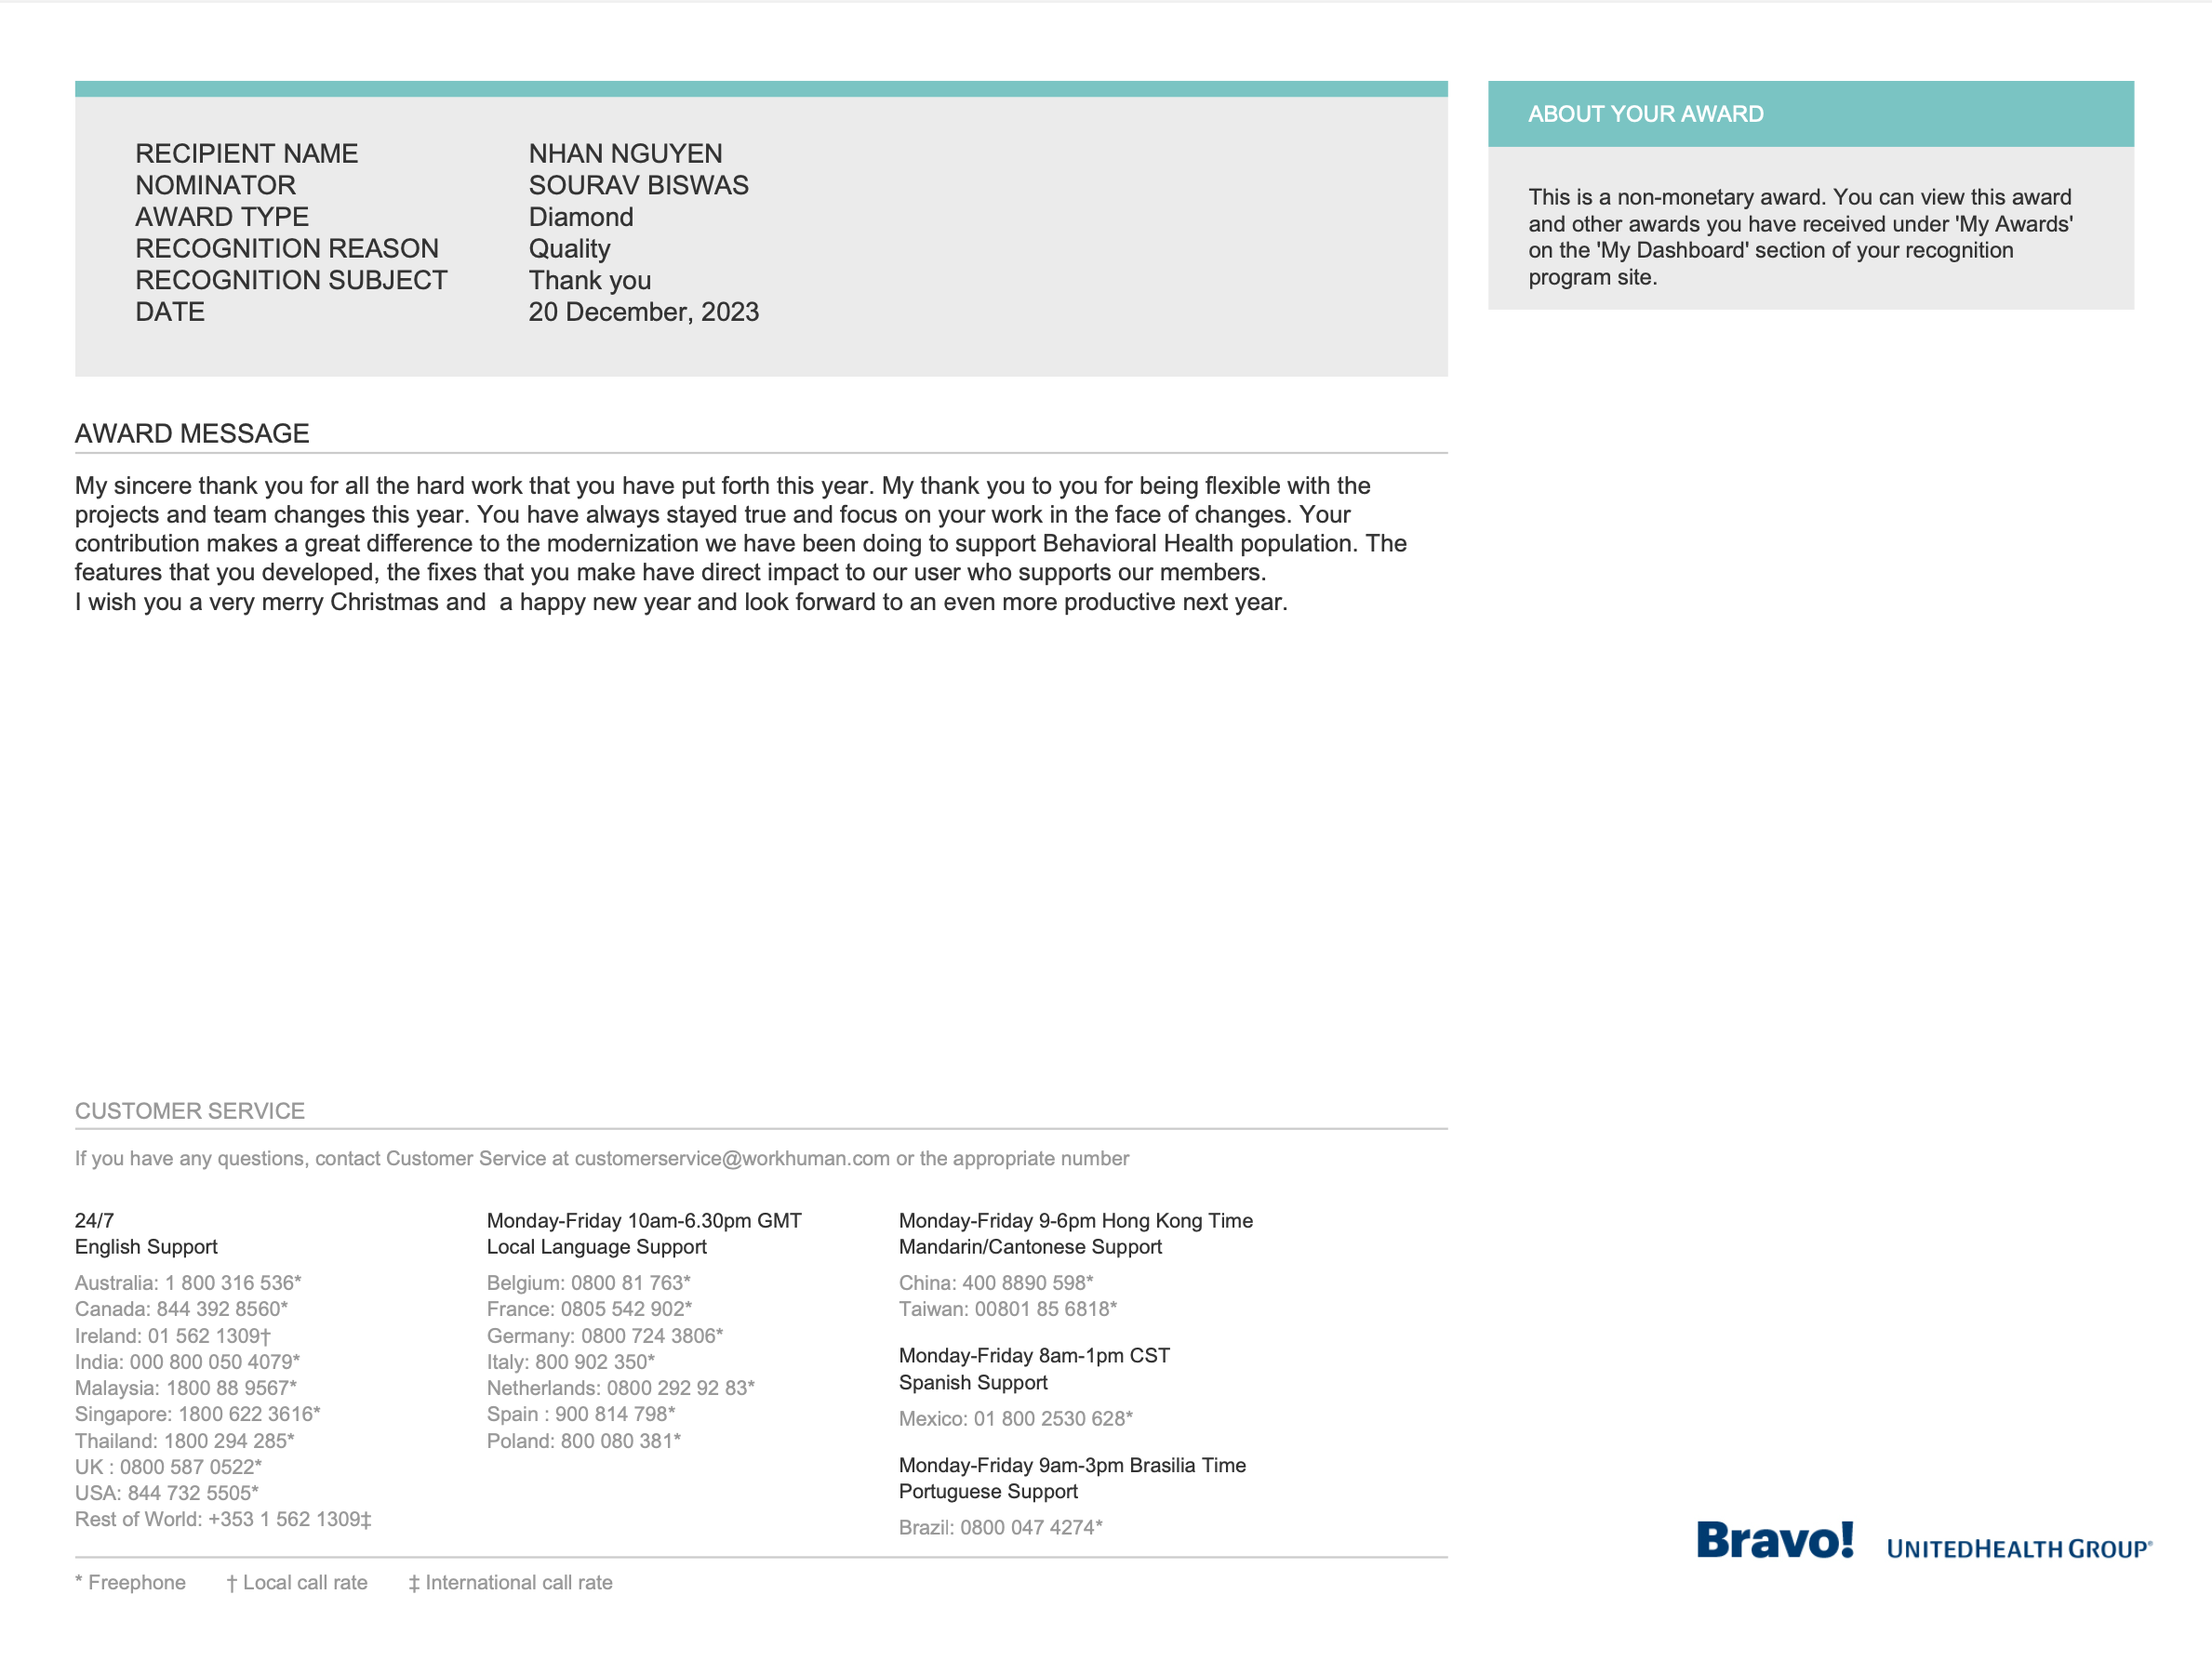 RECIPIENT NAME NHAN NGUYEN
NOMINATOR SOURAV BISWAS
AWARD TYPE Diamond
RECOGNITION REASON Quality
RECOGNITION SUBJECT Thank you
DATE 20 December, 2023
ABOUT YOUR AWARD
This is a non-monetary award. You can view this award
and other awards you have received under 'My Awards'
on the 'My Dashboard' section of your recognition
program site.
AWARD MESSAGE
My sincere thank you for all the hard work that you have put forth this year. My thank you to you for being flexible with the
projects and team changes this year. You have always stayed true and focus on your work in the face of changes. Your
contribution makes a great difference to the modernization we have been doing to support Behavioral Health population. The
features that you developed, the fixes that you make have direct impact to our user who supports our members.
I wish you a very merry Christmas and  a happy new year and look forward to an even more productive next year.
CUSTOMER SERVICE
If you have any questions, contact Customer Service at customerservice@workhuman.com or the appropriate number
24/7
English Support
Australia: 1 800 316 536*
Canada: 844 392 8560*
Ireland: 01 562 1309†
India: 000 800 050 4079*
Malaysia: 1800 88 9567*
Singapore: 1800 622 3616*
Thailand: 1800 294 285*
UK : 0800 587 0522*
USA: 844 732 5505*
Rest of World: +353 1 562 1309‡
Monday-Friday 10am-6.30pm GMT
Local Language Support
Belgium: 0800 81 763*
France: 0805 542 902*
Germany: 0800 724 3806*
Italy: 800 902 350*
Netherlands: 0800 292 92 83*
Spain : 900 814 798*
Poland: 800 080 381*
Monday-Friday 9-6pm Hong Kong Time
Mandarin/Cantonese Support
China: 400 8890 598*
Taiwan: 00801 85 6818*
Monday-Friday 8am-1pm CST
Spanish Support
Mexico: 01 800 2530 628*
Monday-Friday 9am-3pm Brasilia Time
Portuguese Support
Brazil: 0800 047 4274*
* Freephone † Local call rate ‡ International call rate
Bravo! UNITEDHEALTH GROUP®